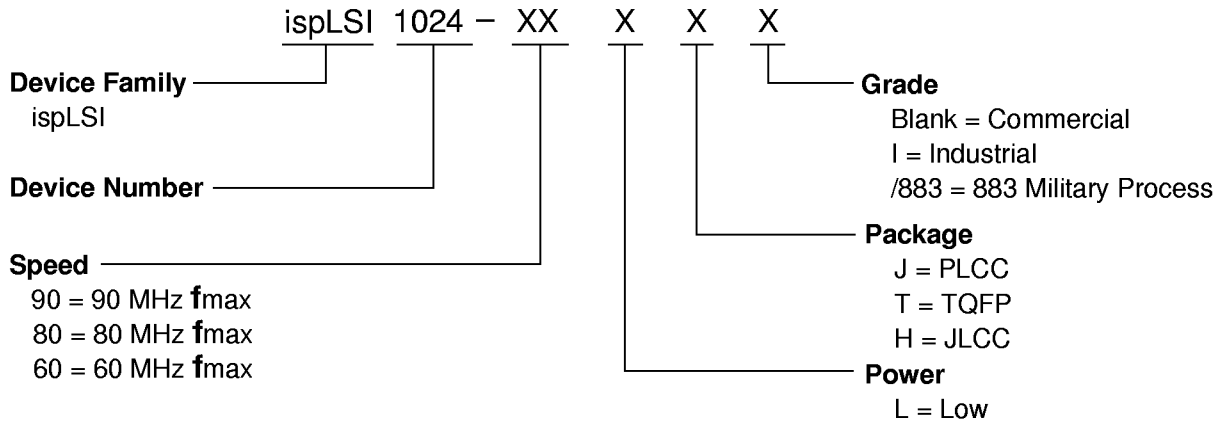 ispLSI 1024 – XX X X X
Device Family
ispLSI
Device Number
Speed
90 = 90 MHz fmax
80 = 80 MHz fmax
60 = 60 MHz fmax
Grade
Blank = Commercial
I = Industrial
/883 = 883 Military Process
Package
J = PLCC
T = TQFP
H = JLCC
Power
L = Low